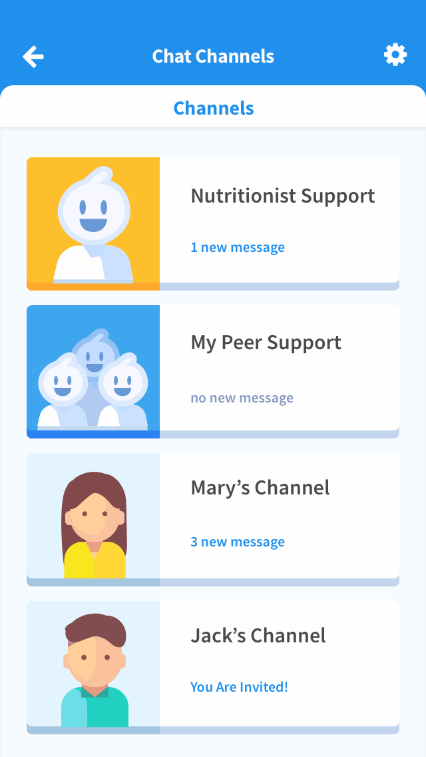 Chat Channels
Channels
Nutritionist Support
1 new message
My Peer Support
no new message
Mary’s Channel
3 new message
Jack’s Channel
You Are Invited!